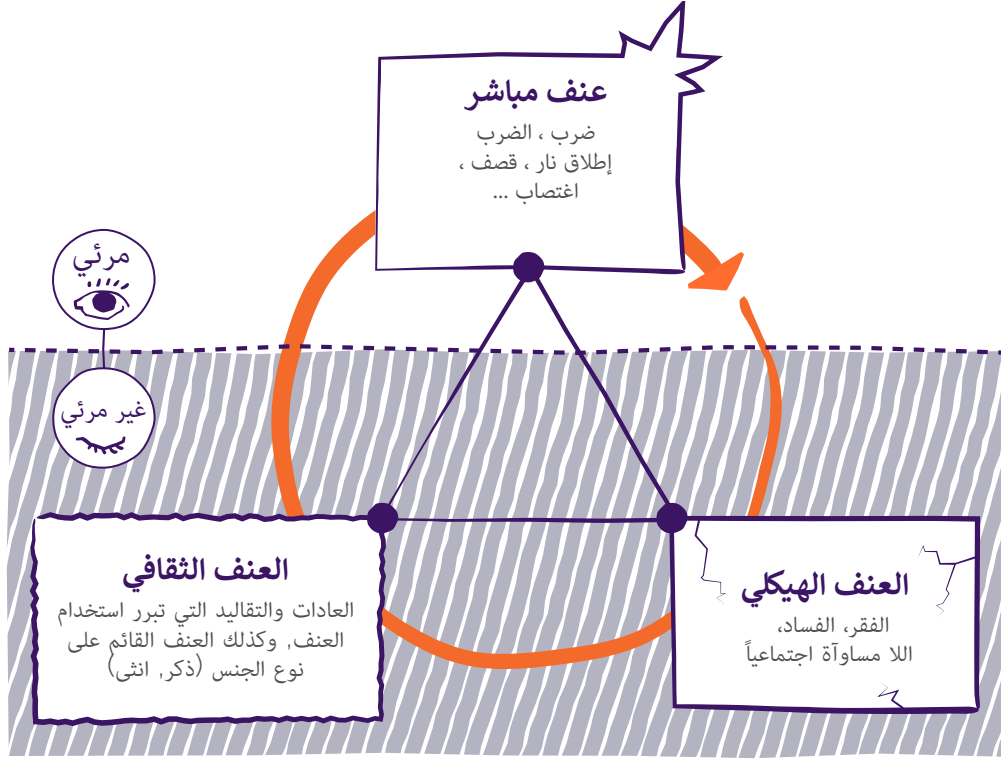 عنف مباشر
ضرب ، الضرب
إطلاق نار ، قصف ،
اغتصاب ...
مرئي
غير مرئي
العنف الهيكلي
الفقر، الفساد،
اللا مساوآة اجتماعياً
العنف الثقافي
العادات والتقاليد التي تبرر استخدام
العنف, وكذلك العنف القائم على
نوع الجنس (ذكر, انثى)